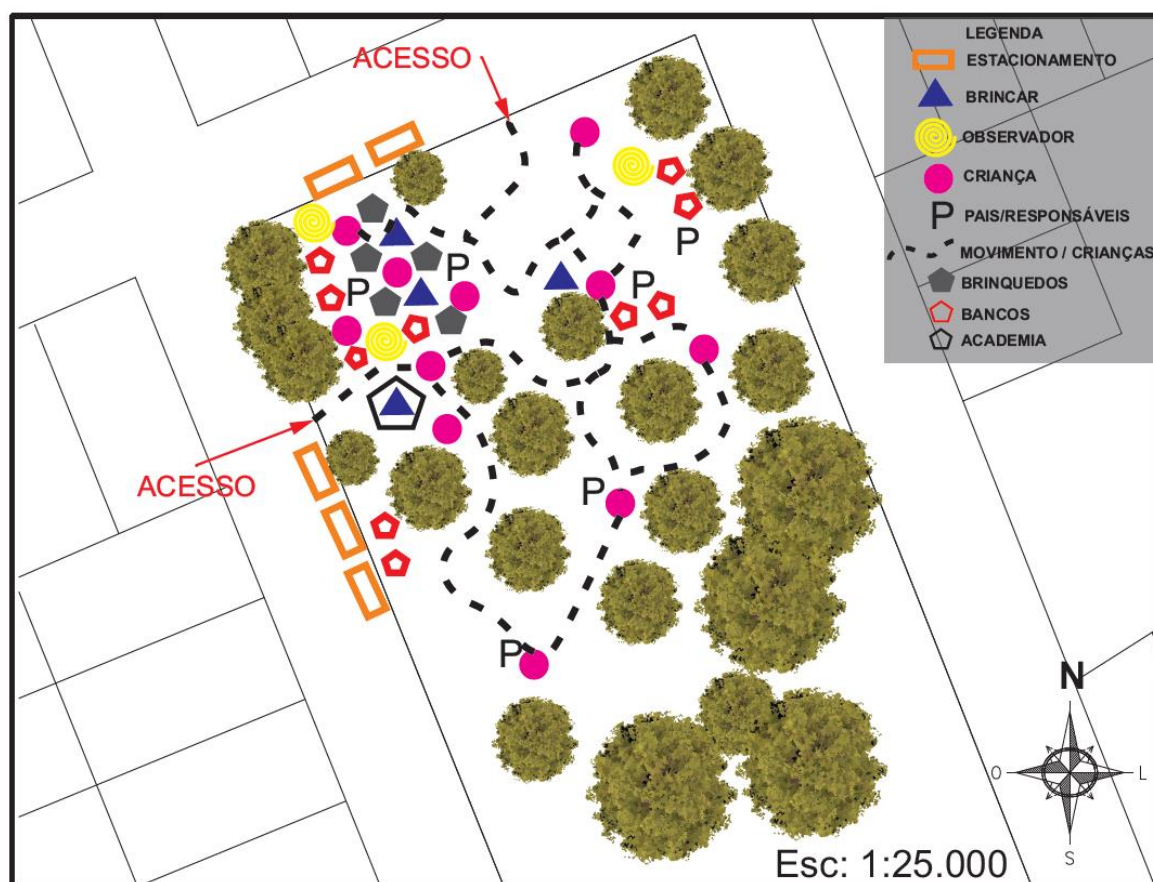 ACESSO
LEGENDA
ESTACIONAMENTO
BRINCAR
OBSERVADOR
CRIANÇA
P PAIS/RESPONSÁVEIS
MOVIMENTO / CRIANÇAS
BRINQUEDOS
BANCOS
ACADEMIA
P
P
P
P
P
ACESSO
P
P
N
O
L
S
Esc: 1:25.000